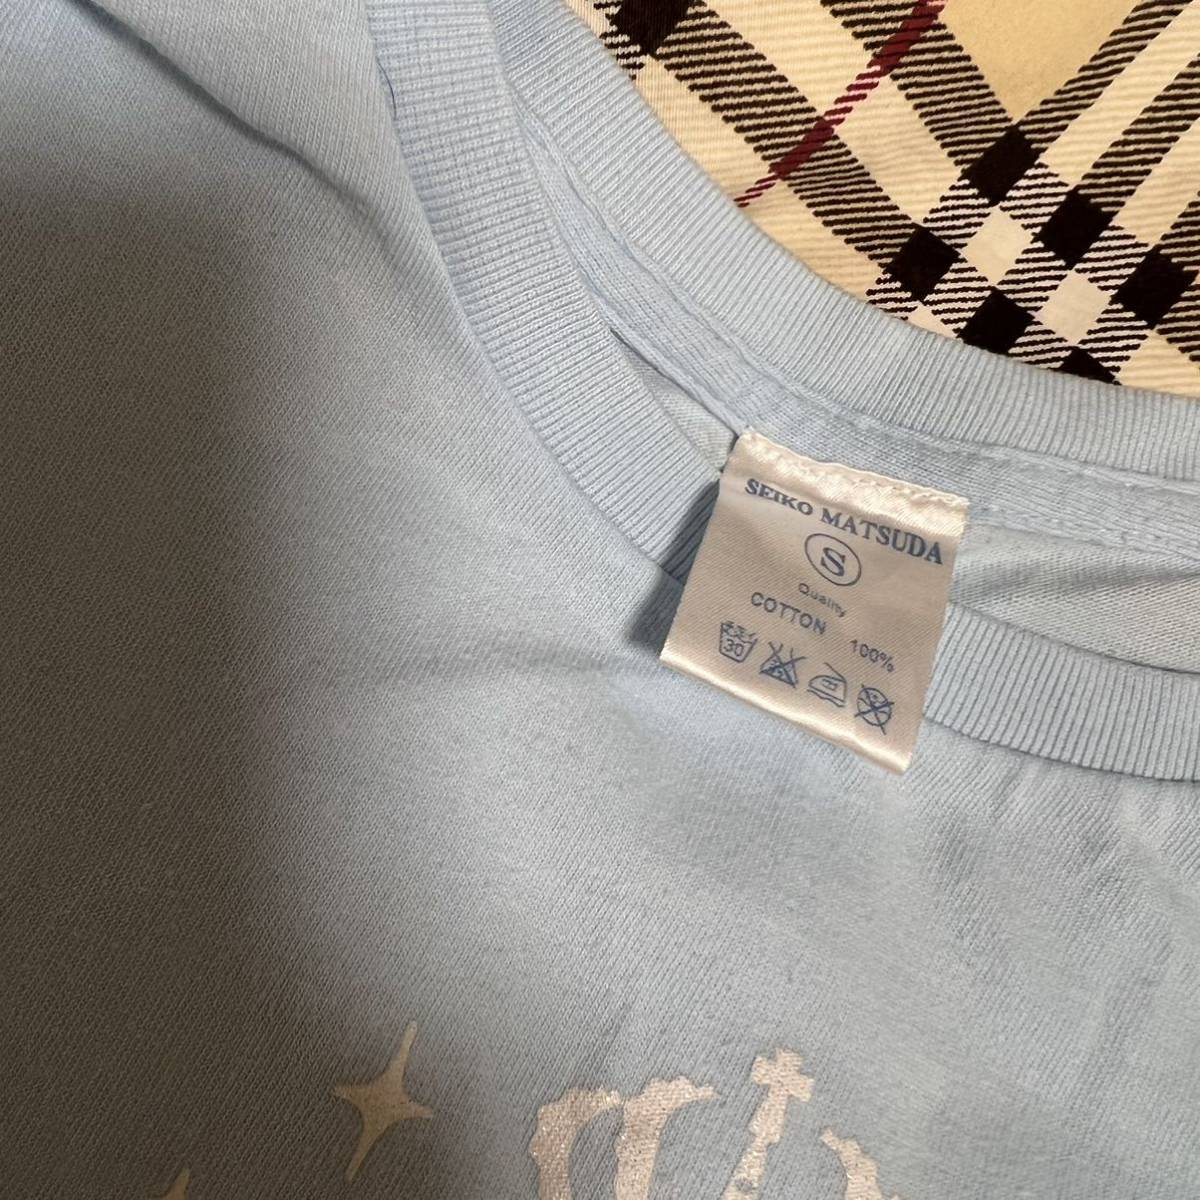 SEIKO MATSUDA
S
Quality
COTTON 100%
30